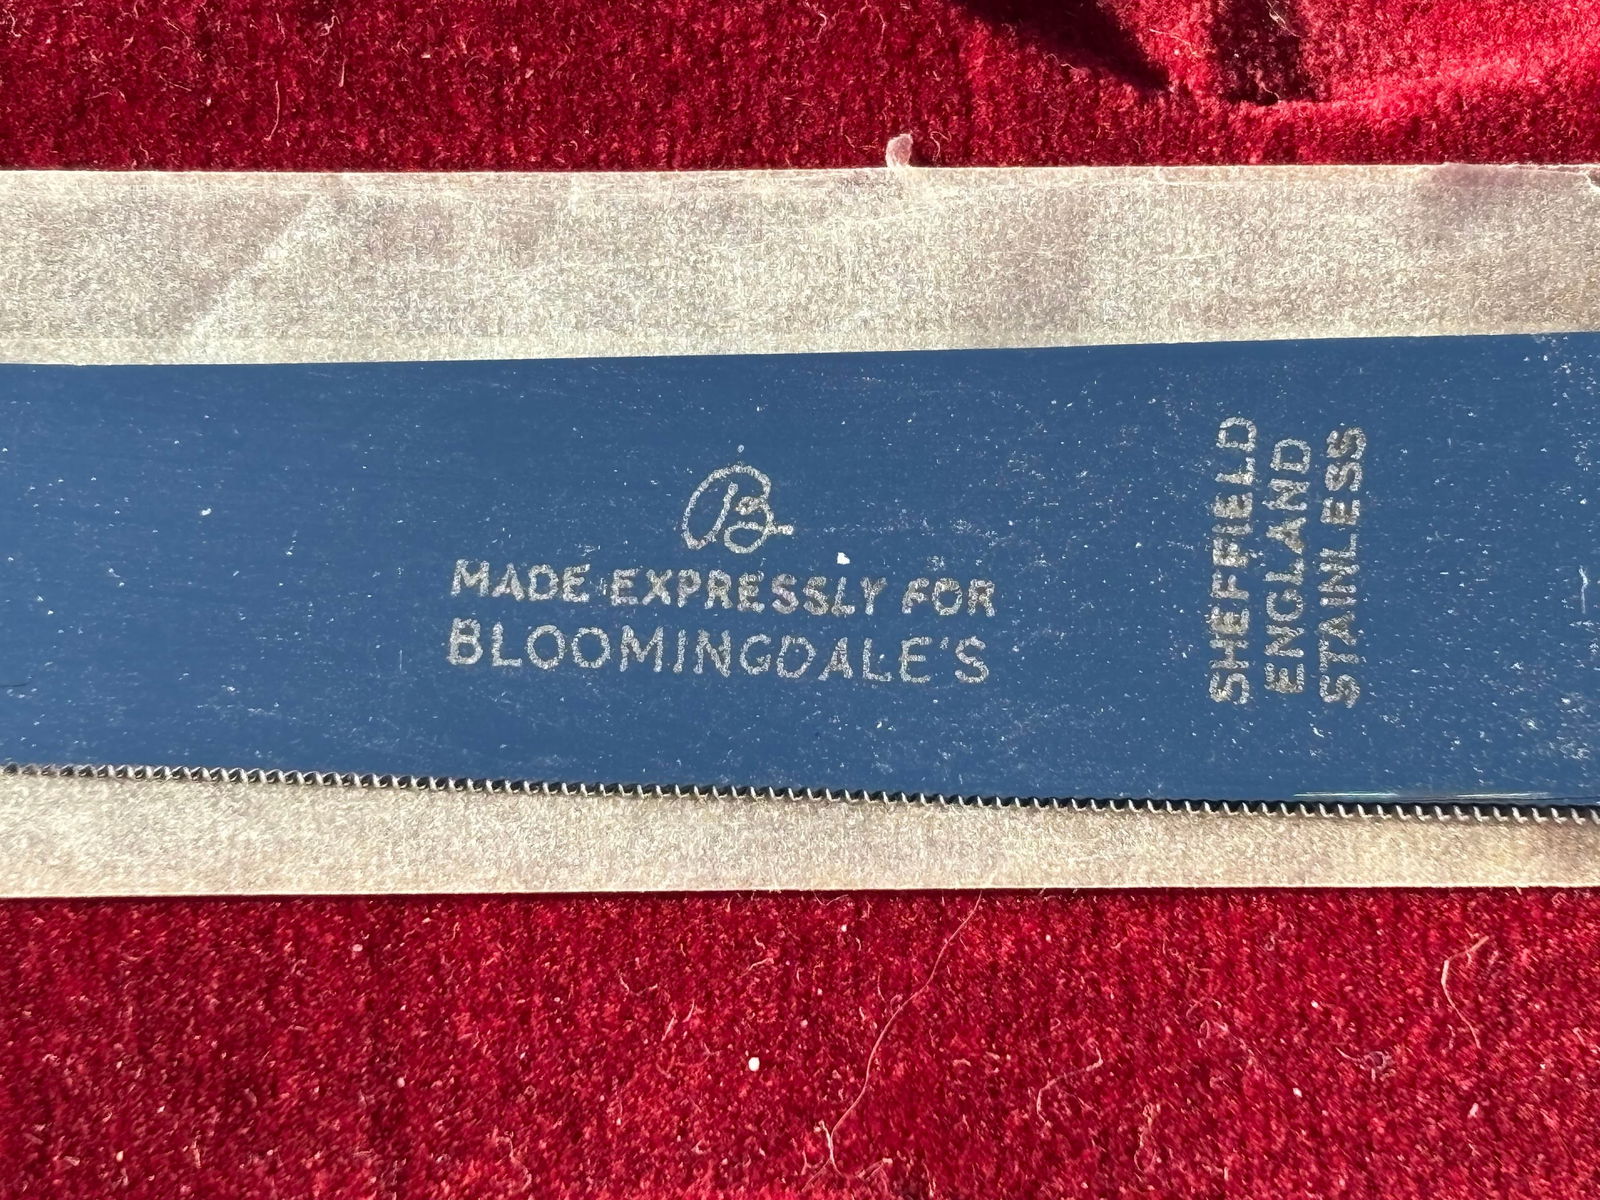 B
MADE EXPRESSLY FOR
BLOOMINGDALE'S
SHEFFIELD
ENGLAND
STAINLESS